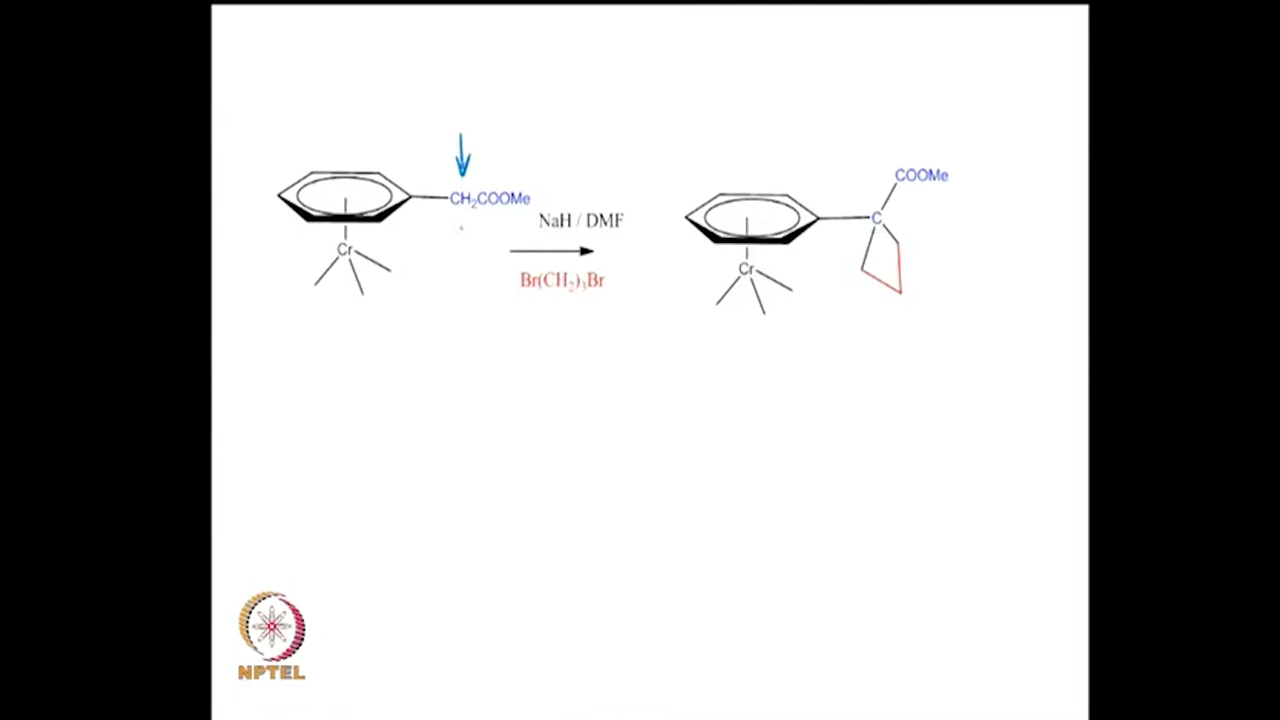 CH₂COOMe
NaH / DMF
Br(CH₂)₃Br
Cr
COOMe
C
Cr
NPTEL